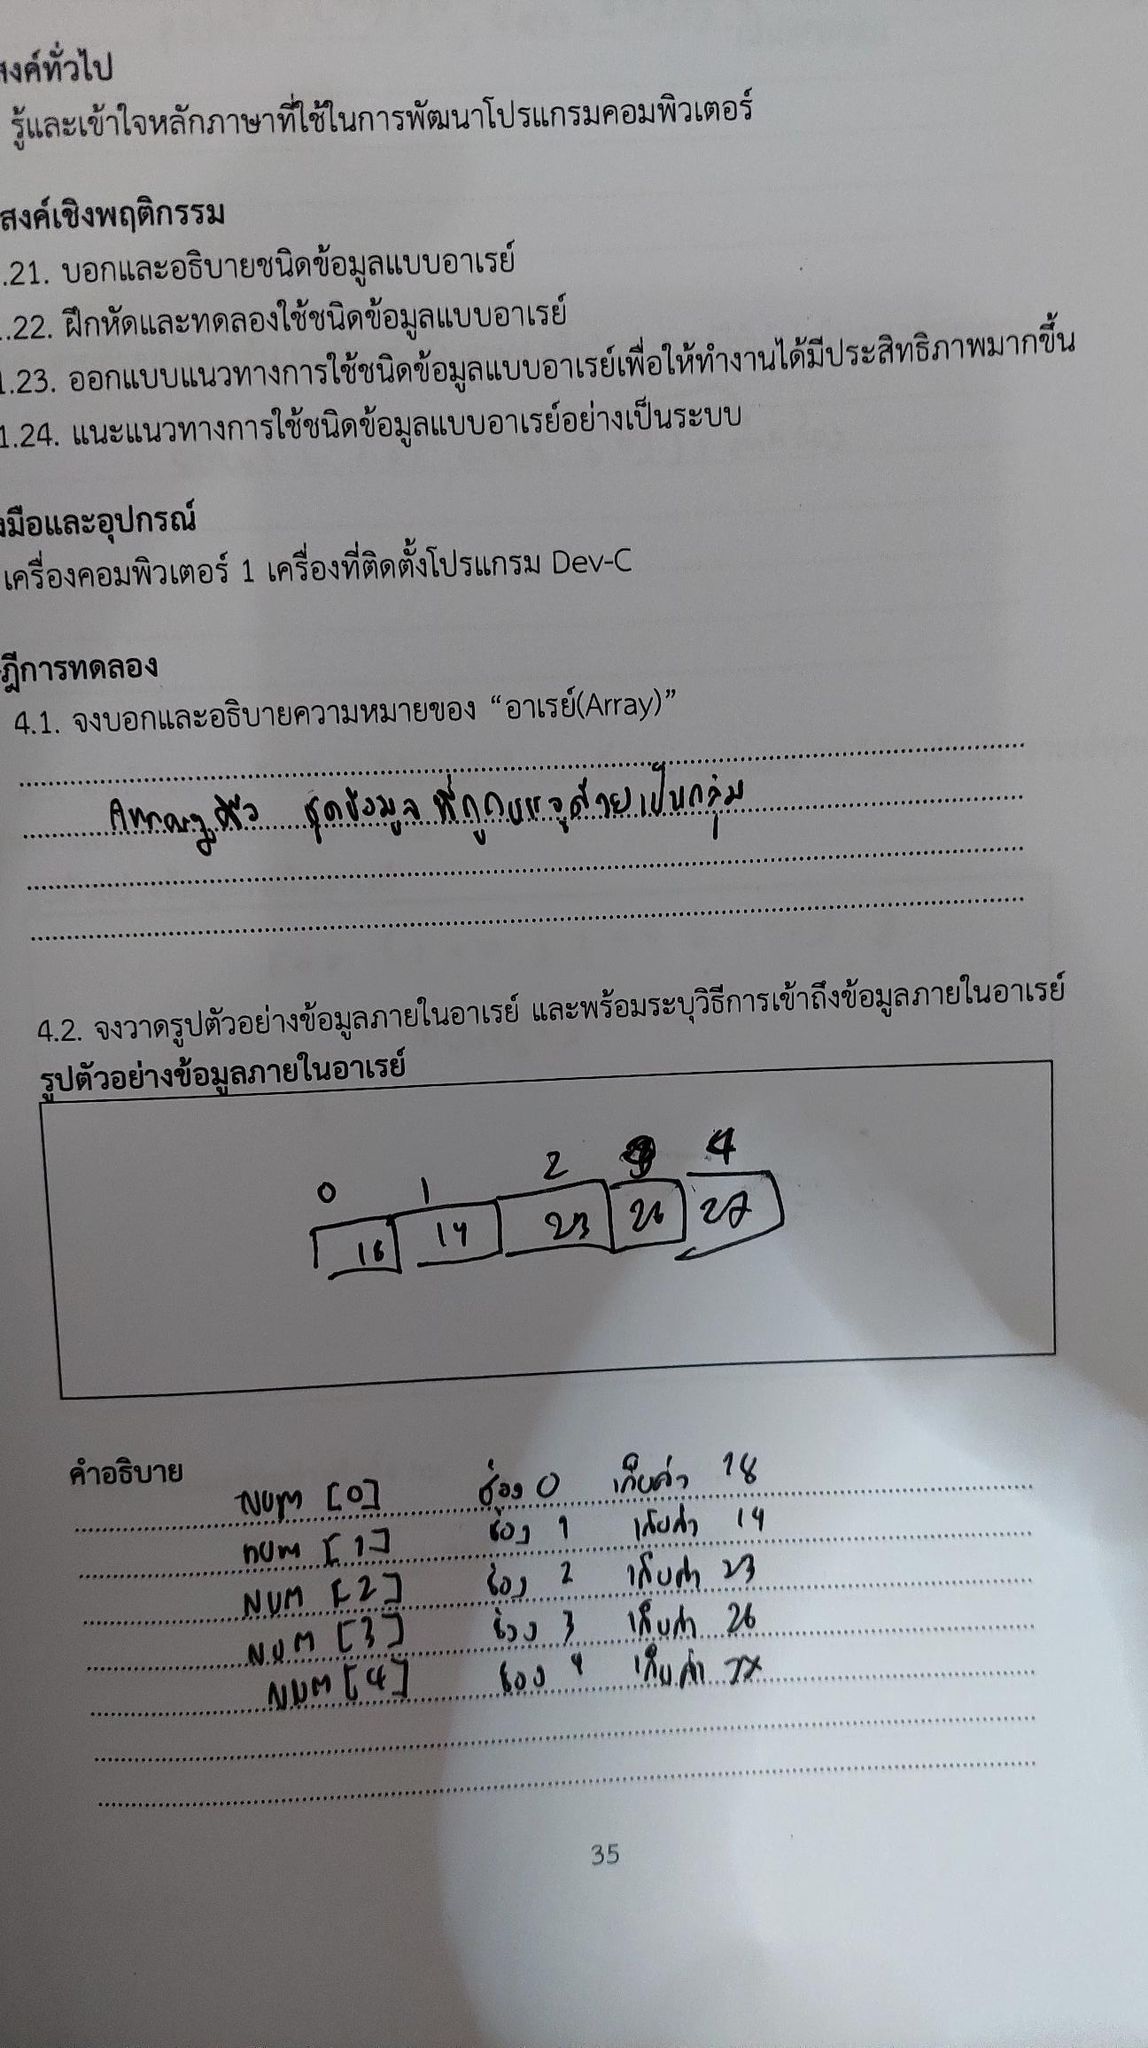 สงค์ทั่วไป
รู้และเข้าใจหลักภาษาที่ใช้ในการพัฒนาโปรแกรมคอมพิวเตอร์
สงค์เชิงพฤติกรรม
.21. บอกและอธิบายชนิดข้อมูลแบบอาเรย์
.22. ฝึกหัดและทดลองใช้ชนิดข้อมูลแบบอาเรย์
1.23. ออกแบบแนวทางการใช้ชนิดข้อมูลแบบอาเรย์เพื่อให้ทำงานได้มีประสิทธิภาพมากขึ้น
1.24. แนะแนวทางการใช้ชนิดข้อมูลแบบอาเรย์อย่างเป็นระบบ
งมือและอุปกรณ์
เครื่องคอมพิวเตอร์ 1 เครื่องที่ติดตั้งโปรแกรม Dev-C
ฎีการทดลอง
4.1. จงบอกและอธิบายความหมายของ “อาเรย์(Array)”
Array คือ ชุดข้อมูล ที่ถูกบรรจุด้วยเป็นกลุ่ม
4.2. จงวาดรูปตัวอย่างข้อมูลภายในอาเรย์ และพร้อมระบุวิธีการเข้าถึงข้อมูลภายในอาเรย์
รูปตัวอย่างข้อมูลภายในอาเรย์
0 1 2 3 4
18 14 23 26 27
คำอธิบาย
Num [0] ช่อง 0 เก็บค่า 18
num [1] ช่อง 1 เก็บค่า 14
NUM [2] ช่อง 2 เก็บค่า 23
NUM [3] ช่อง 3 เก็บค่า 26
NUM [4] ช่อง 4 เก็บค่า
35